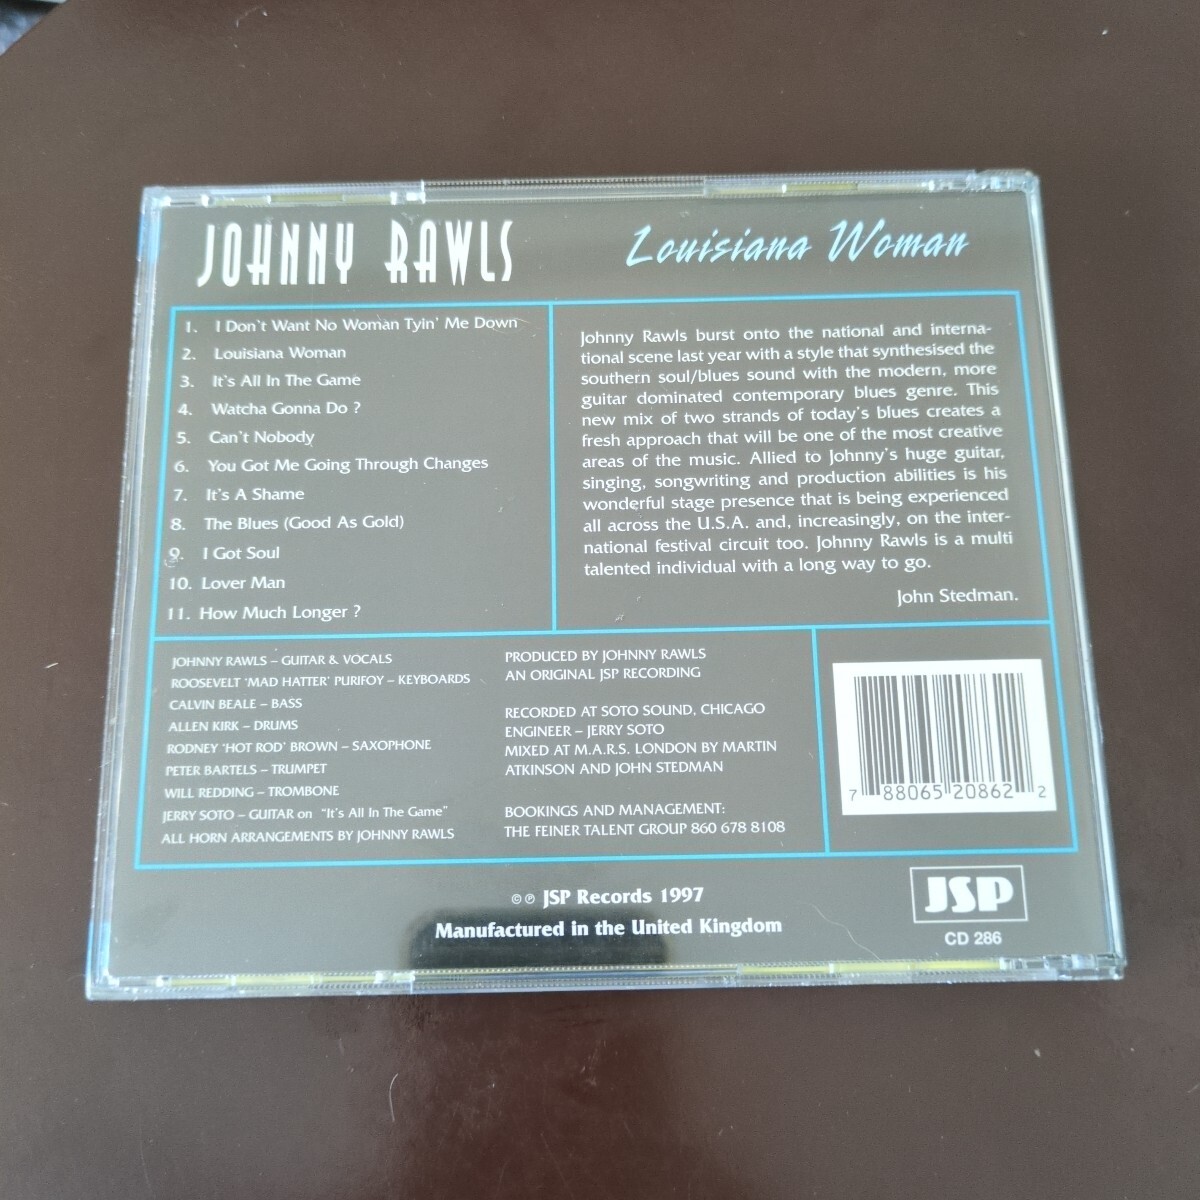 JOHNNY RAWLS
Louisiana Woman
1. I Don't Want No Woman Tyin' Me Down
2. Louisiana Woman
3. It's All In The Game
4. Watcha Gonna Do ?
5. Can't Nobody
6. You Got Me Going Through Changes
7. It's A Shame
8. The Blues (Good As Gold)
9. I Got Soul
10. Lover Man
11. How Much Longer ?
Johnny Rawls burst onto the national and interna-
tional scene last year with a style that synthesised the
southern soul/blues sound with the modern, more
guitar dominated contemporary blues genre. This
new mix of two strands of today's blues creates a
fresh approach that will be one of the most creative
areas of the music. Allied to Johnny's huge guitar,
singing, songwriting and production abilities is his
wonderful stage presence that is being experienced
all across the U.S.A. and, increasingly, on the inter-
national festival circuit too. Johnny Rawls is a multi
talented individual with a long way to go.
John Stedman.
JOHNNY RAWLS – GUITAR & VOCALS
ROOSEVELT 'MAD HATTER' PURIFOY – KEYBOARDS
CALVIN BEALE – BASS
ALLEN KIRK – DRUMS
RODNEY 'HOT ROD' BROWN – SAXOPHONE
PETER BARTELS – TRUMPET
WILL REDDING – TROMBONE
JERRY SOTO – GUITAR on "It's All In The Game"
ALL HORN ARRANGEMENTS BY JOHNNY RAWLS
PRODUCED BY JOHNNY RAWLS
AN ORIGINAL JSP RECORDING
RECORDED AT SOTO SOUND, CHICAGO
ENGINEER – JERRY SOTO
MIXED AT M.A.R.S. LONDON BY MARTIN
ATKINSON AND JOHN STEDMAN
BOOKINGS AND MANAGEMENT:
THE FEINER TALENT GROUP 860 678 8108
7 88065 20862 2
© ℗ JSP Records 1997
Manufactured in the United Kingdom
JSP
CD 286